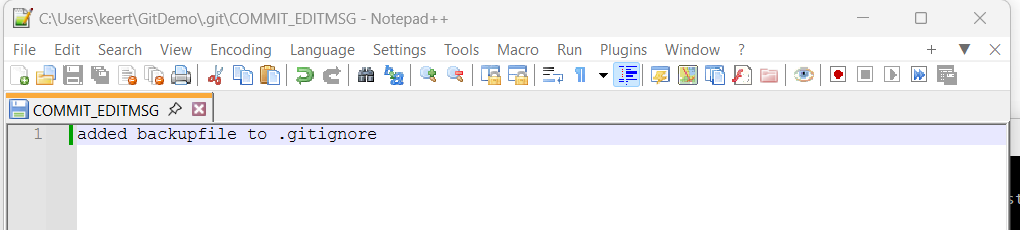 C:\Users\keert\GitDemo\.git\COMMIT_EDITMSG - Notepad++
File Edit Search View Encoding Language Settings Tools Macro Run Plugins Window ?
COMMIT_EDITMSG
1 added backupfile to .gitignore
st